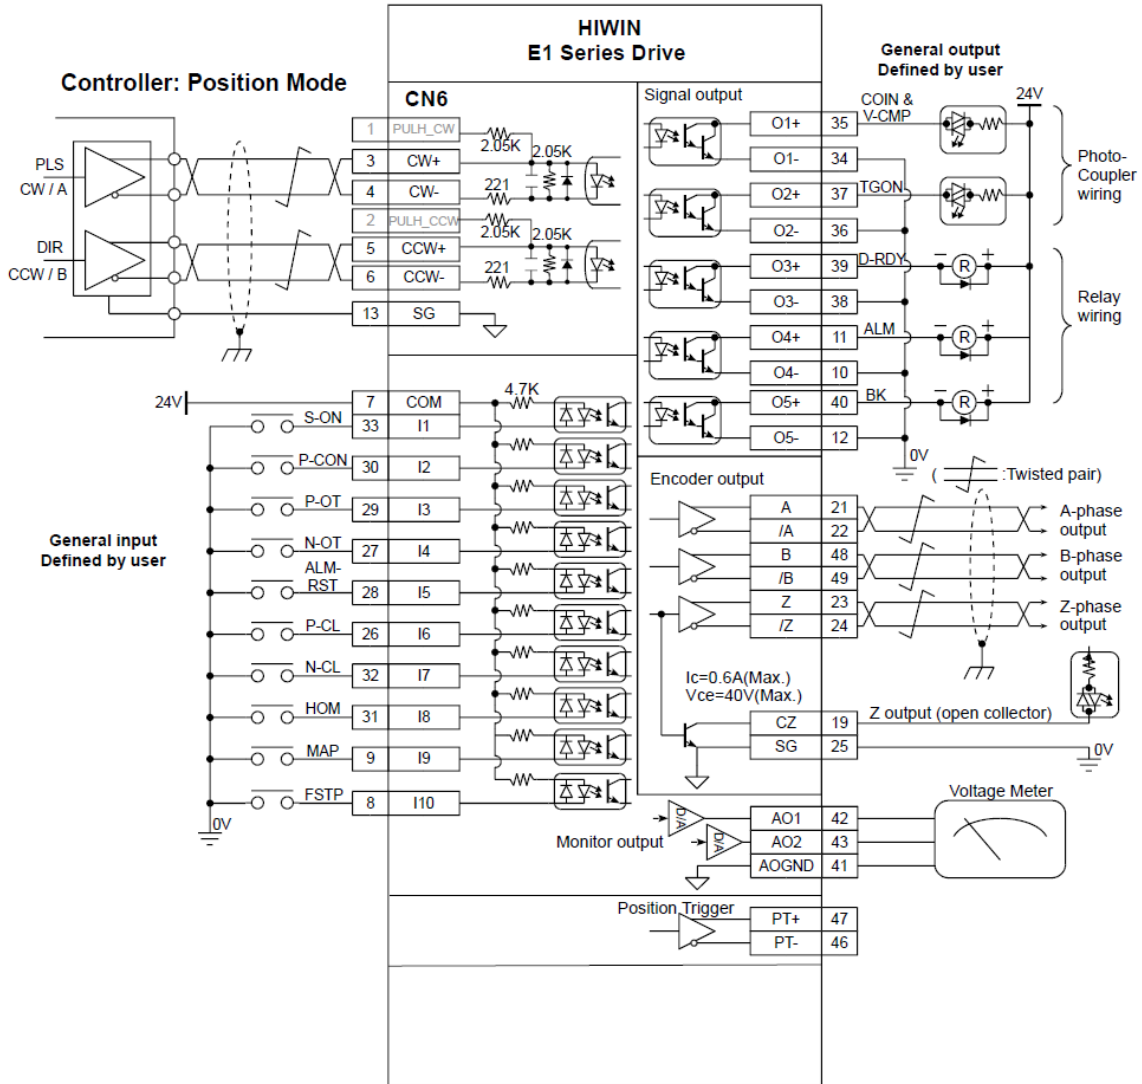 HIWIN
E1 Series Drive
Controller: Position Mode
CN6
Signal output
General output
Defined by user
PLS
CW / A
DIR
CCW / B
1 PULH_CW
2.05K
3 CW+
2.05K
4 CW-
221
2 PULH_CCW
2.05K
5 CCW+
2.05K
6 CCW-
221
13 SG
O1+ 35 COIN & V-CMP
24V
O1- 34
O2+ 37 TGON
O2- 36
Photo-
Coupler
wiring
O3+ 39 D-RDY − R +
O3- 38
O4+ 11 ALM − R +
O4- 10
O5+ 40 BK − R +
O5- 12
0V
Relay
wiring
24V
7 COM
4.7K
S-ON 33 I1
P-CON 30 I2
P-OT 29 I3
N-OT 27 I4
ALM-
RST 28 I5
P-CL 26 I6
N-CL 32 I7
HOM 31 I8
MAP 9 I9
FSTP 8 I10
0V
General input
Defined by user
Encoder output
( :Twisted pair)
A 21
/A 22
A-phase
output
B 48
/B 49
B-phase
output
Z 23
/Z 24
Z-phase
output
Ic=0.6A(Max.)
Vce=40V(Max.)
CZ 19 Z output (open collector)
SG 25
0V
Voltage Meter
Monitor output
D/A
D/A
AO1 42
AO2 43
AOGND 41
Position Trigger
PT+ 47
PT- 46